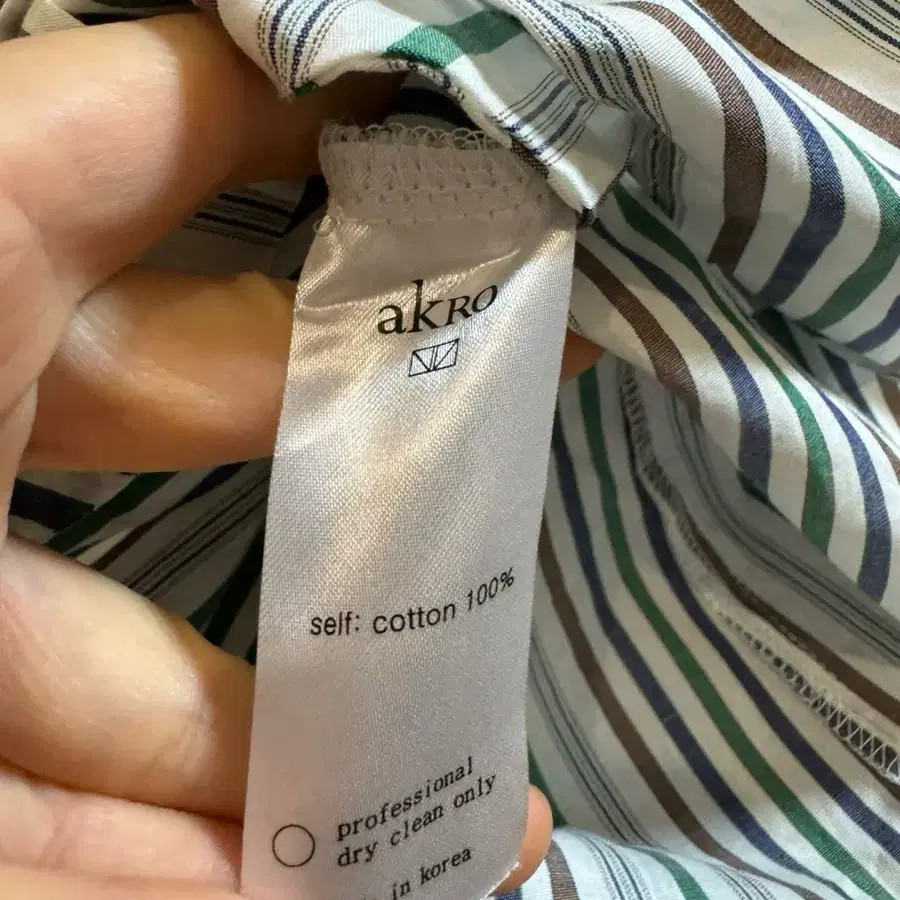 akRO
self: cotton 100%
professional
dry clean only
in korea